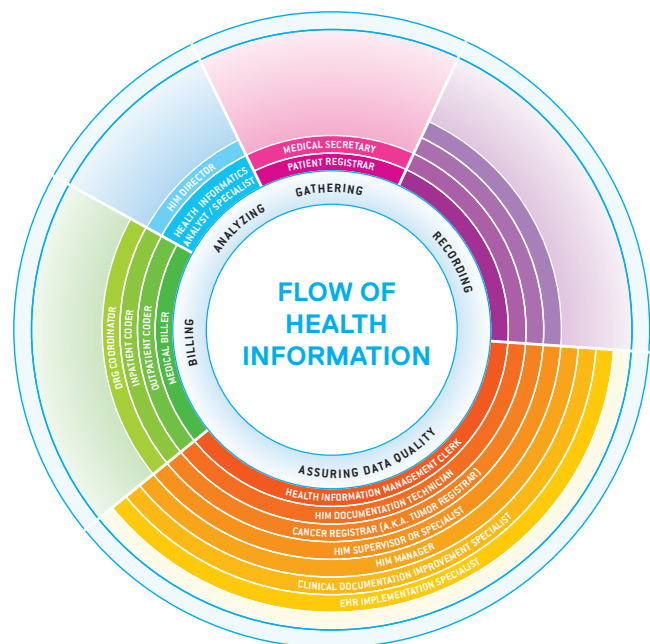 FLOW OF
HEALTH
INFORMATION
GATHERING
MEDICAL SECRETARY
PATIENT REGISTRAR
RECORDING
ASSURING DATA QUALITY
HEALTH INFORMATION MANAGEMENT CLERK
HIM DOCUMENTATION TECHNICIAN
CANCER REGISTRAR (A.K.A. TUMOR REGISTRAR)
HIM SUPERVISOR OR SPECIALIST
HIM MANAGER
CLINICAL DOCUMENTATION IMPROVEMENT SPECIALIST
EHR IMPLEMENTATION SPECIALIST
BILLING
DRG COORDINATOR
INPATIENT CODER
OUTPATIENT CODER
MEDICAL BILLER
ANALYZING
HIM DIRECTOR
HEALTH INFORMATICS
ANALYST / SPECIALIST